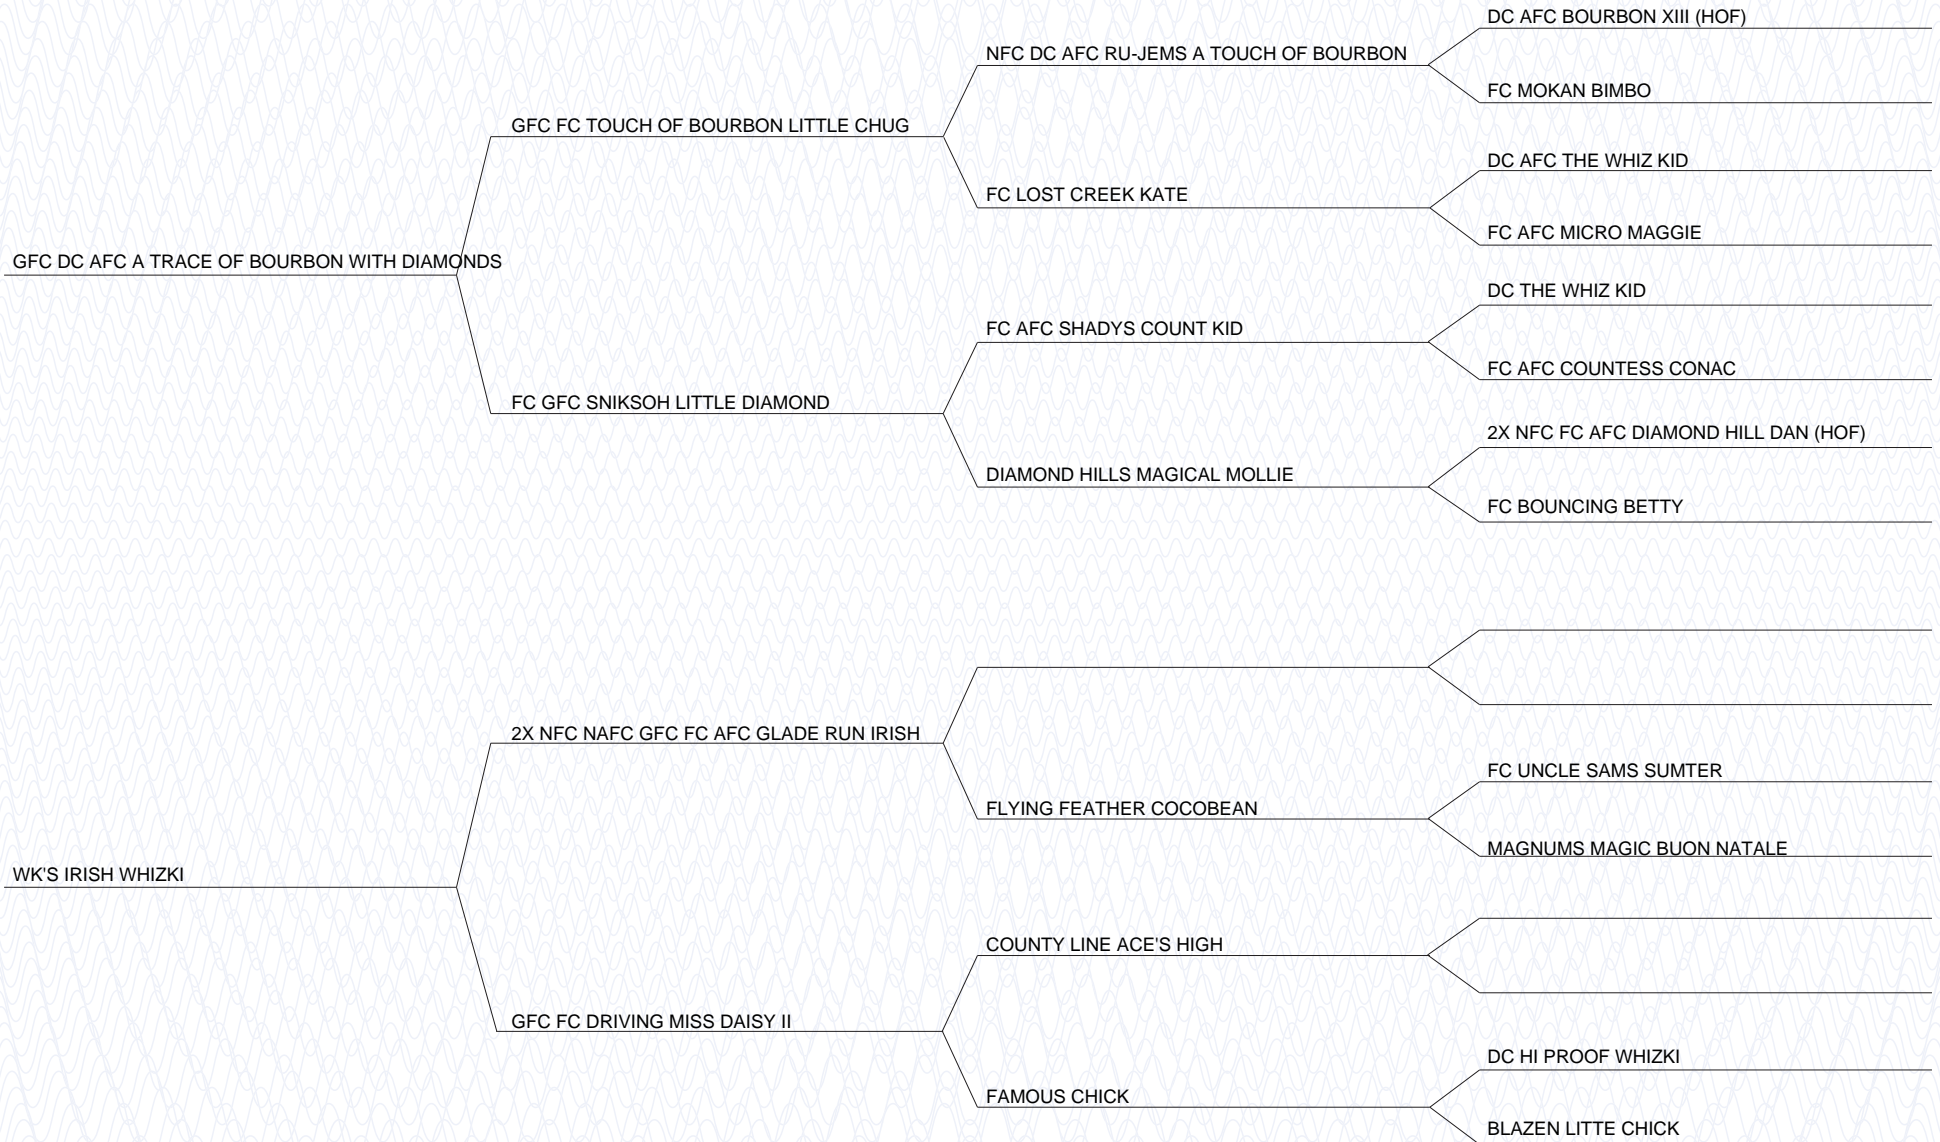 DC AFC BOURBON XIII (HOF)
NFC DC AFC RU-JEMS A TOUCH OF BOURBON
FC MOKAN BIMBO
GFC FC TOUCH OF BOURBON LITTLE CHUG
DC AFC THE WHIZ KID
FC LOST CREEK KATE
FC AFC MICRO MAGGIE
GFC DC AFC A TRACE OF BOURBON WITH DIAMONDS
DC THE WHIZ KID
FC AFC SHADYS COUNT KID
FC AFC COUNTESS CONAC
FC GFC SNIKSOH LITTLE DIAMOND
2X NFC FC AFC DIAMOND HILL DAN (HOF)
DIAMOND HILLS MAGICAL MOLLIE
FC BOUNCING BETTY
2X NFC NAFC GFC FC AFC GLADE RUN IRISH
FC UNCLE SAMS SUMTER
FLYING FEATHER COCOBEAN
MAGNUMS MAGIC BUON NATALE
WK'S IRISH WHIZKI
COUNTY LINE ACE'S HIGH
GFC FC DRIVING MISS DAISY II
DC HI PROOF WHIZKI
FAMOUS CHICK
BLAZEN LITTE CHICK